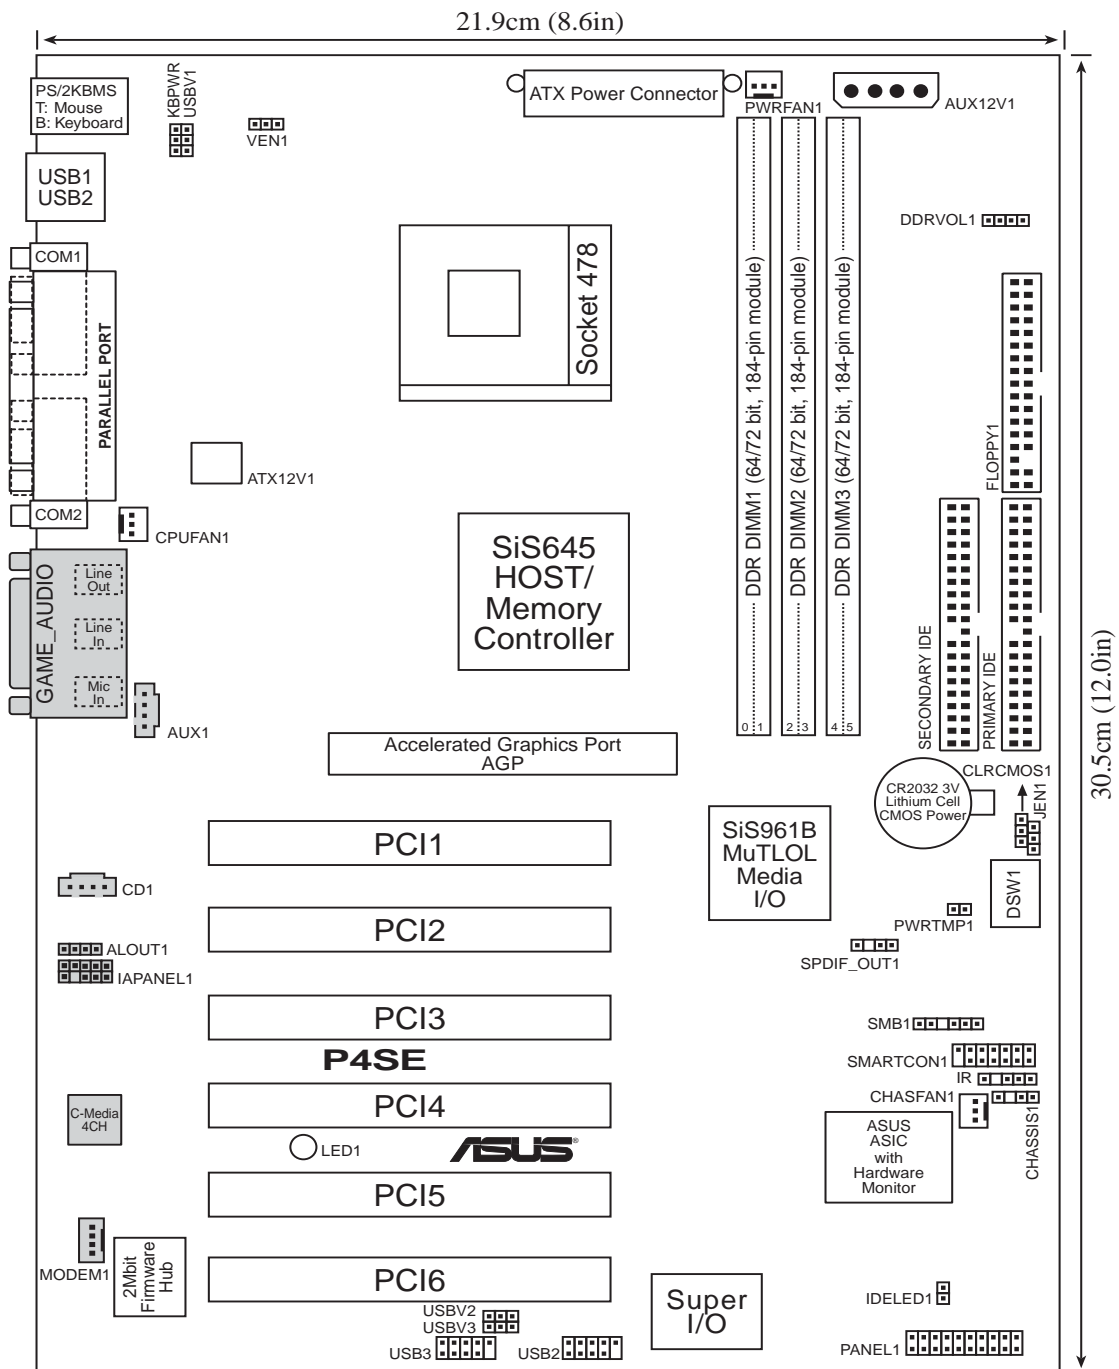 21.9cm (8.6in)
PS/2KBMS
T: Mouse
B: Keyboard
KBPWR
USBV1
VEN1
ATX Power Connector
PWRFAN1
AUX12V1
USB1
USB2
DDRVOL1
COM1
PARALLEL PORT
Socket 478
DDR DIMM1 (64/72 bit, 184-pin module)
DDR DIMM2 (64/72 bit, 184-pin module)
DDR DIMM3 (64/72 bit, 184-pin module)
FLOPPY1
ATX12V1
COM2
CPUFAN1
SiS645
HOST/
Memory
Controller
GAME_AUDIO
Line
Out
Line
In
Mic
In
AUX1
0 1
2 3
4 5
SECONDARY IDE
PRIMARY IDE
30.5cm (12.0in)
Accelerated Graphics Port
AGP
CR2032 3V
Lithium Cell
CMOS Power
CLRCMOS1
JEN1
PCI1
SiS961B
MuTLOL
Media
I/O
CD1
DSW1
PCI2
PWRTMP1
ALOUT1
IAPANEL1
SPDIF_OUT1
PCI3
SMB1
P4SE
SMARTCON1
IR
PCI4
CHASFAN1
CHASSIS1
C-Media
4CH
LED1
ASUS®
ASUS
ASIC
with
Hardware
Monitor
PCI5
MODEM1
2Mbit
Firmware
Hub
PCI6
Super
I/O
IDELED1
USBV2
USBV3
USB3
USB2
PANEL1